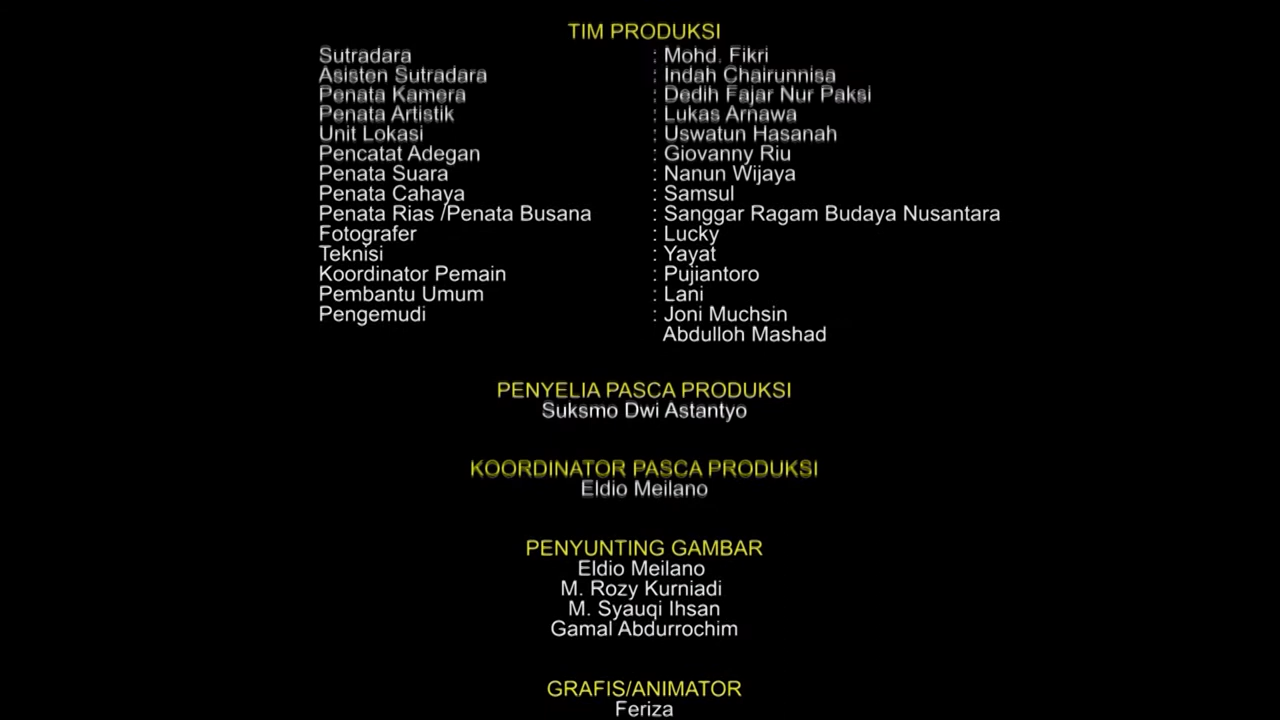 TIM PRODUKSI
Sutradara : Mohd. Fikri
Asisten Sutradara : Indah Chairunnisa
Penata Kamera : Dedih Fajar Nur Paksi
Penata Artistik : Lukas Arnawa
Unit Lokasi : Uswatun Hasanah
Pencatat Adegan : Giovanny Riu
Penata Suara : Nanun Wijaya
Penata Cahaya : Samsul
Penata Rias /Penata Busana : Sanggar Ragam Budaya Nusantara
Fotografer : Lucky
Teknisi : Yayat
Koordinator Pemain : Pujiantoro
Pembantu Umum : Lani
Pengemudi : Joni Muchsin
Abdulloh Mashad
PENYELIA PASCA PRODUKSI
Suksmo Dwi Astantyo
KOORDINATOR PASCA PRODUKSI
Eldio Meilano
PENYUNTING GAMBAR
Eldio Meilano
M. Rozy Kurniadi
M. Syauqi Ihsan
Gamal Abdurrochim
GRAFIS/ANIMATOR
Feriza